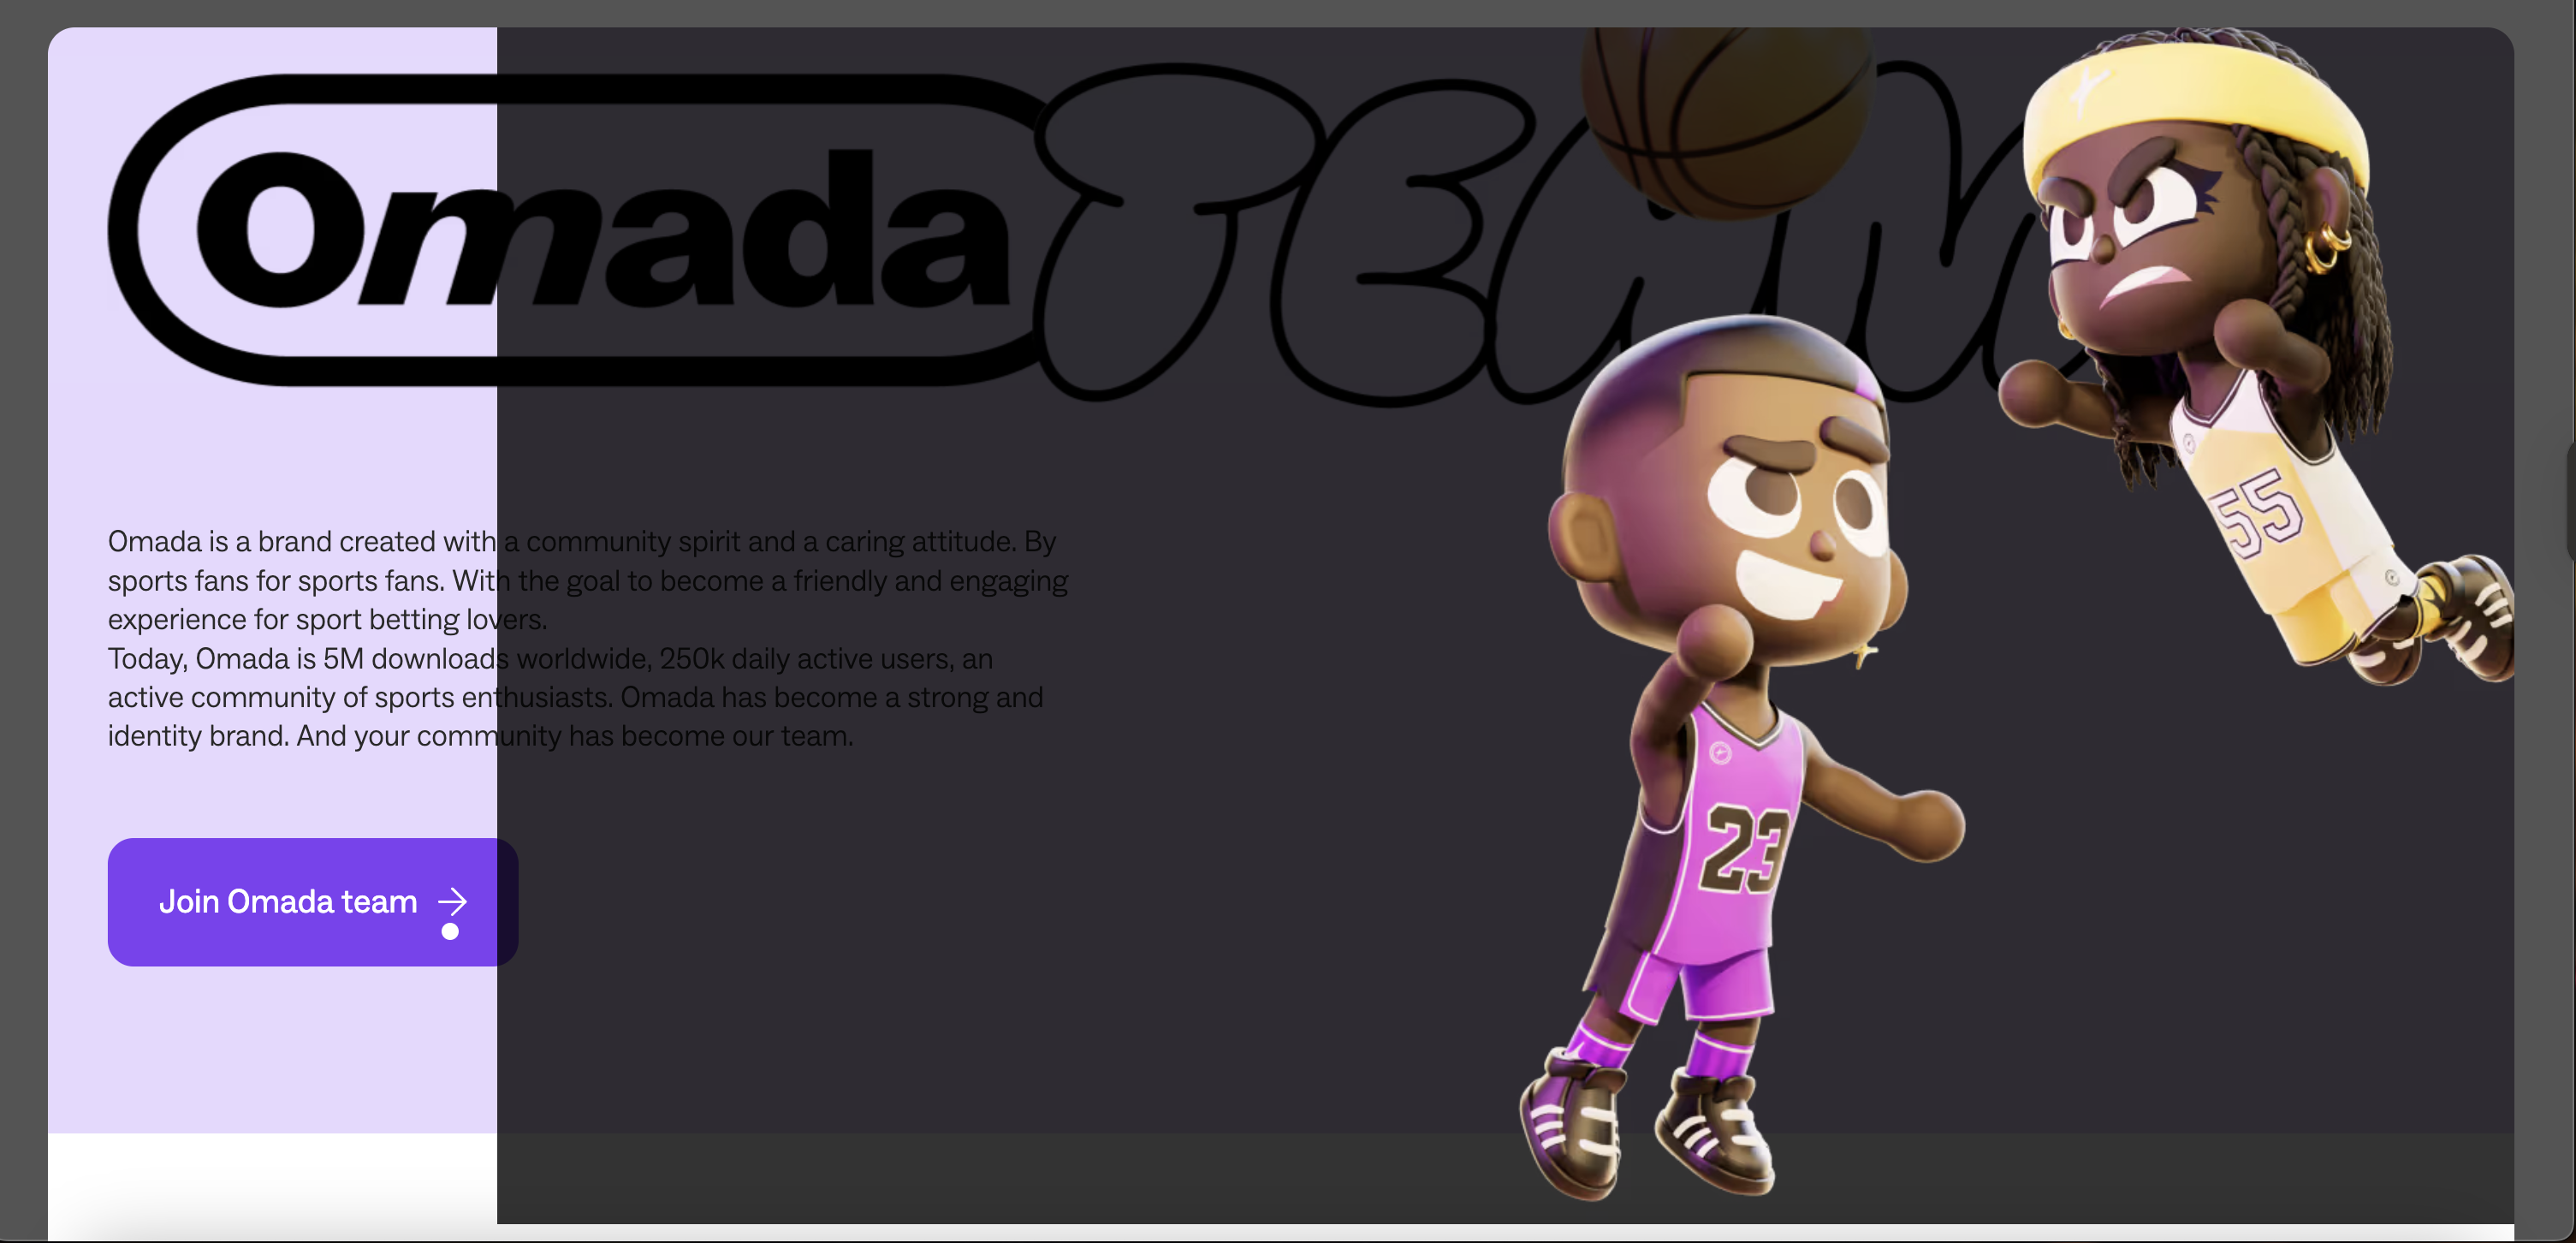 Omada TEAM
Omada is a brand created with a community spirit and a caring attitude. By
sports fans for sports fans. With the goal to become a friendly and engaging
experience for sport betting lovers.
Today, Omada is 5M downloads worldwide, 250k daily active users, an
active community of sports enthusiasts. Omada has become a strong and
identity brand. And your community has become our team.
Join Omada team →
55
23